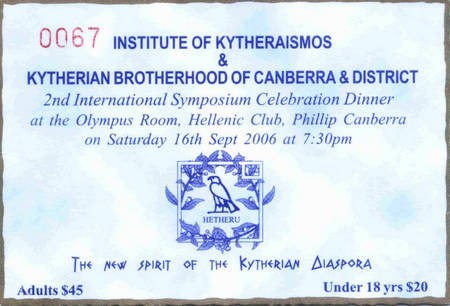 0067
INSTITUTE OF KYTHERAISMOS
&
KYTHERIAN BROTHERHOOD OF CANBERRA & DISTRICT
2nd International Symposium Celebration Dinner
at the Olympus Room, Hellenic Club, Phillip Canberra
on Saturday 16th Sept 2006 at 7:30pm
HETHERU
The new spirit of the Kytherian Diaspora
Adults $45
Under 18 yrs $20